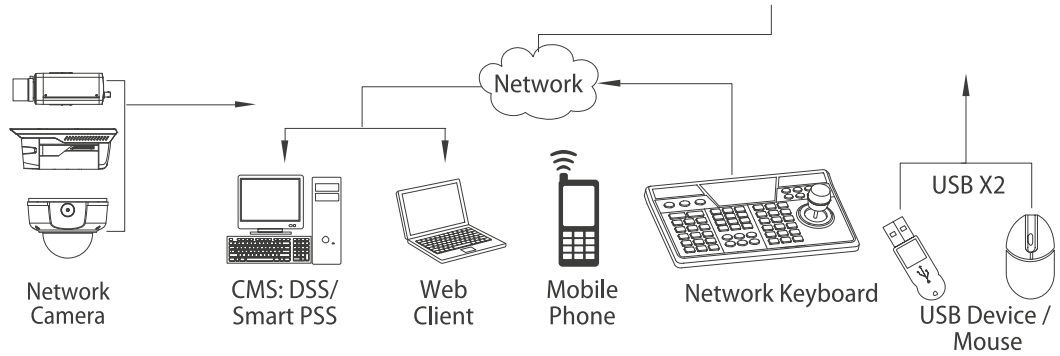 Network
USB X2
Network
Camera
CMS: DSS/
Smart PSS
Web
Client
Mobile
Phone
Network Keyboard
USB Device /
Mouse